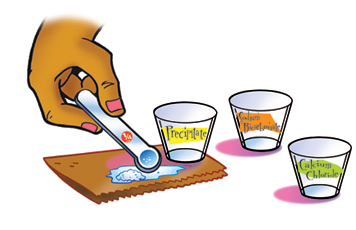 Precipitate
Sodium
Bicarbonate
Calcium
Chloride